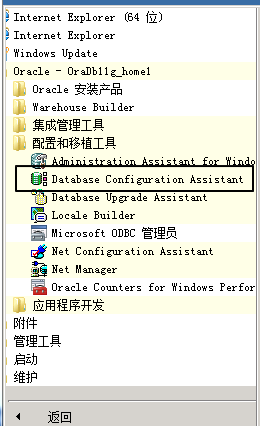 Internet Explorer (64 位)
Internet Explorer
Windows Update
Oracle - OraDb11g_home1
Oracle 安装产品
Warehouse Builder
集成管理工具
配置和移植工具
Administration Assistant for Windo
Database Configuration Assistant
Database Upgrade Assistant
Locale Builder
Microsoft ODBC 管理员
Net Configuration Assistant
Net Manager
Oracle Counters for Windows Perfor
应用程序开发
附件
管理工具
启动
维护
返回